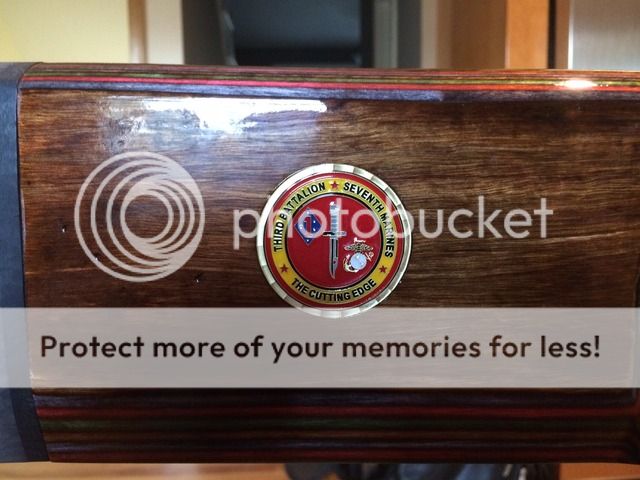 THIRD BATTALION ★ SEVENTH MARINES
★ THE CUTTING EDGE ★
photobucket
Protect more of your memories for less!